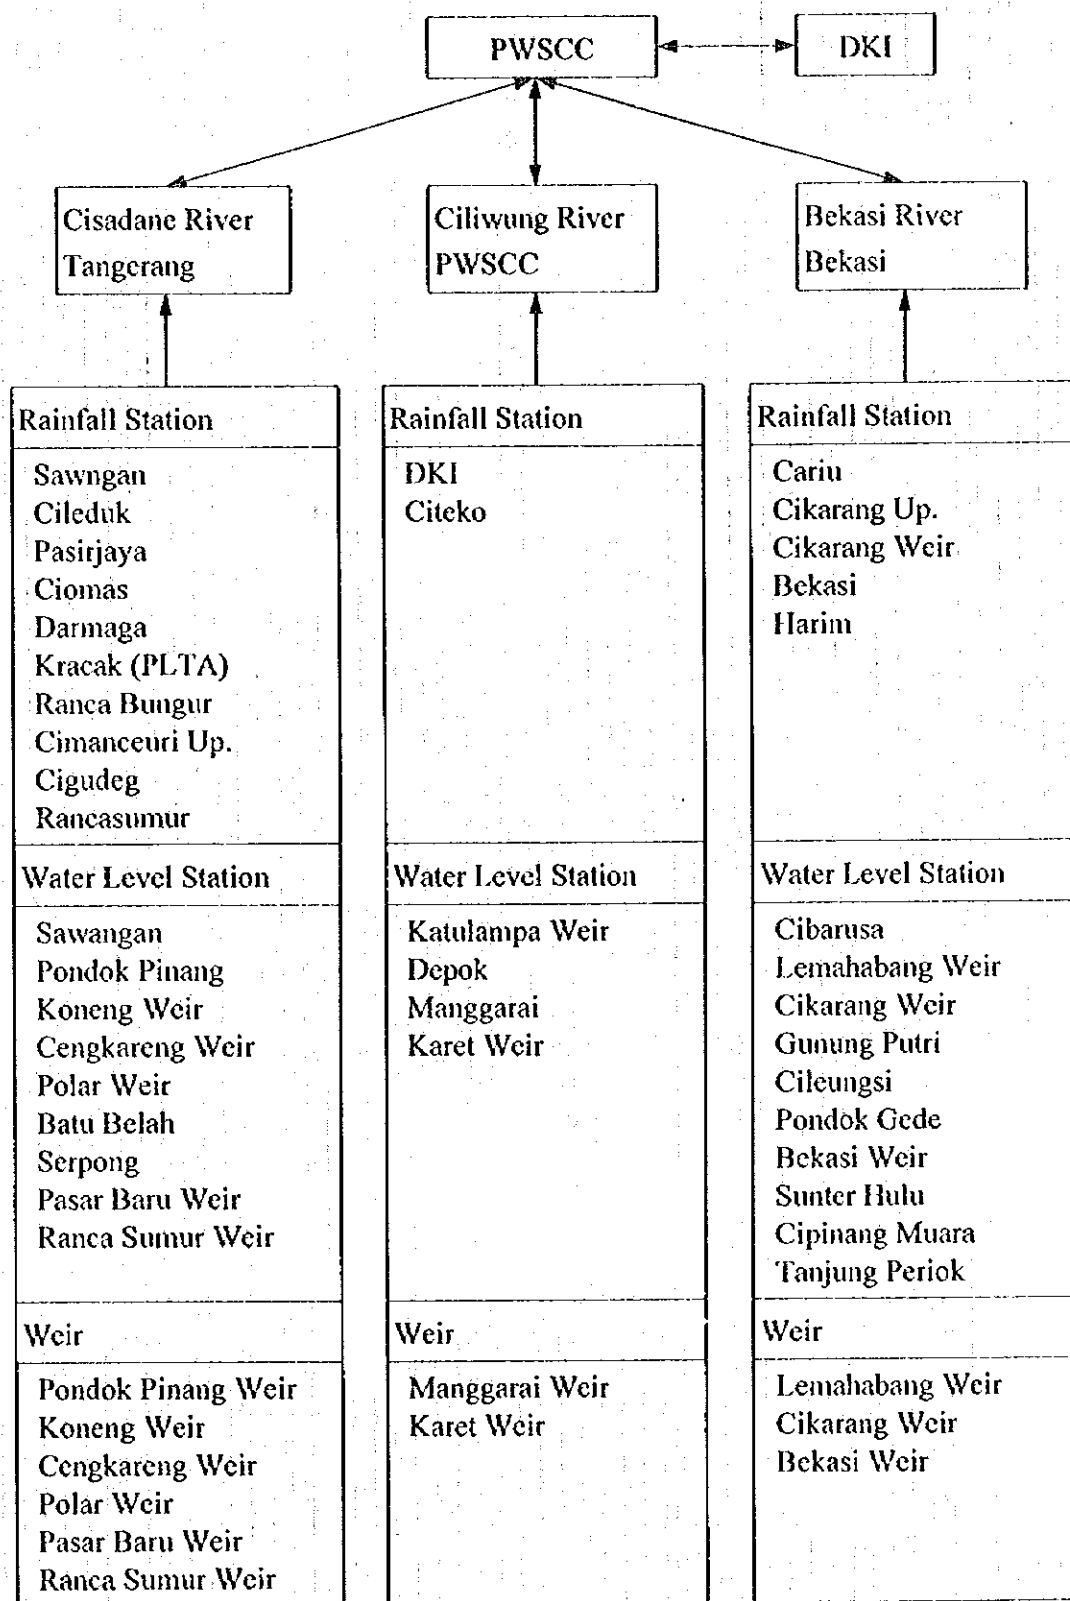 PWSCC
DKI
Cisadane River
Tangerang
Ciliwung River
PWSCC
Bekasi River
Bekasi
Rainfall Station
Sawngan
Cileduk
Pasirjaya
Ciomas
Darmaga
Kracak (PLTA)
Ranca Bungur
Cimanceuri Up.
Cigudeg
Rancasumur
Water Level Station
Sawangan
Pondok Pinang
Koneng Weir
Cengkareng Weir
Polar Weir
Batu Belah
Serpong
Pasar Baru Weir
Ranca Sumur Weir
Weir
Pondok Pinang Weir
Koneng Weir
Cengkareng Weir
Polar Weir
Pasar Baru Weir
Ranca Sumur Weir
Rainfall Station
DKI
Citeko
Water Level Station
Katulampa Weir
Depok
Manggarai
Karet Weir
Weir
Manggarai Weir
Karet Weir
Rainfall Station
Cariu
Cikarang Up.
Cikarang Weir
Bekasi
Harim
Water Level Station
Cibarusa
Lemahabang Weir
Cikarang Weir
Gunung Putri
Cileungsi
Pondok Gede
Bekasi Weir
Sunter Hulu
Cipinang Muara
Tanjung Periok
Weir
Lemahabang Weir
Cikarang Weir
Bekasi Weir